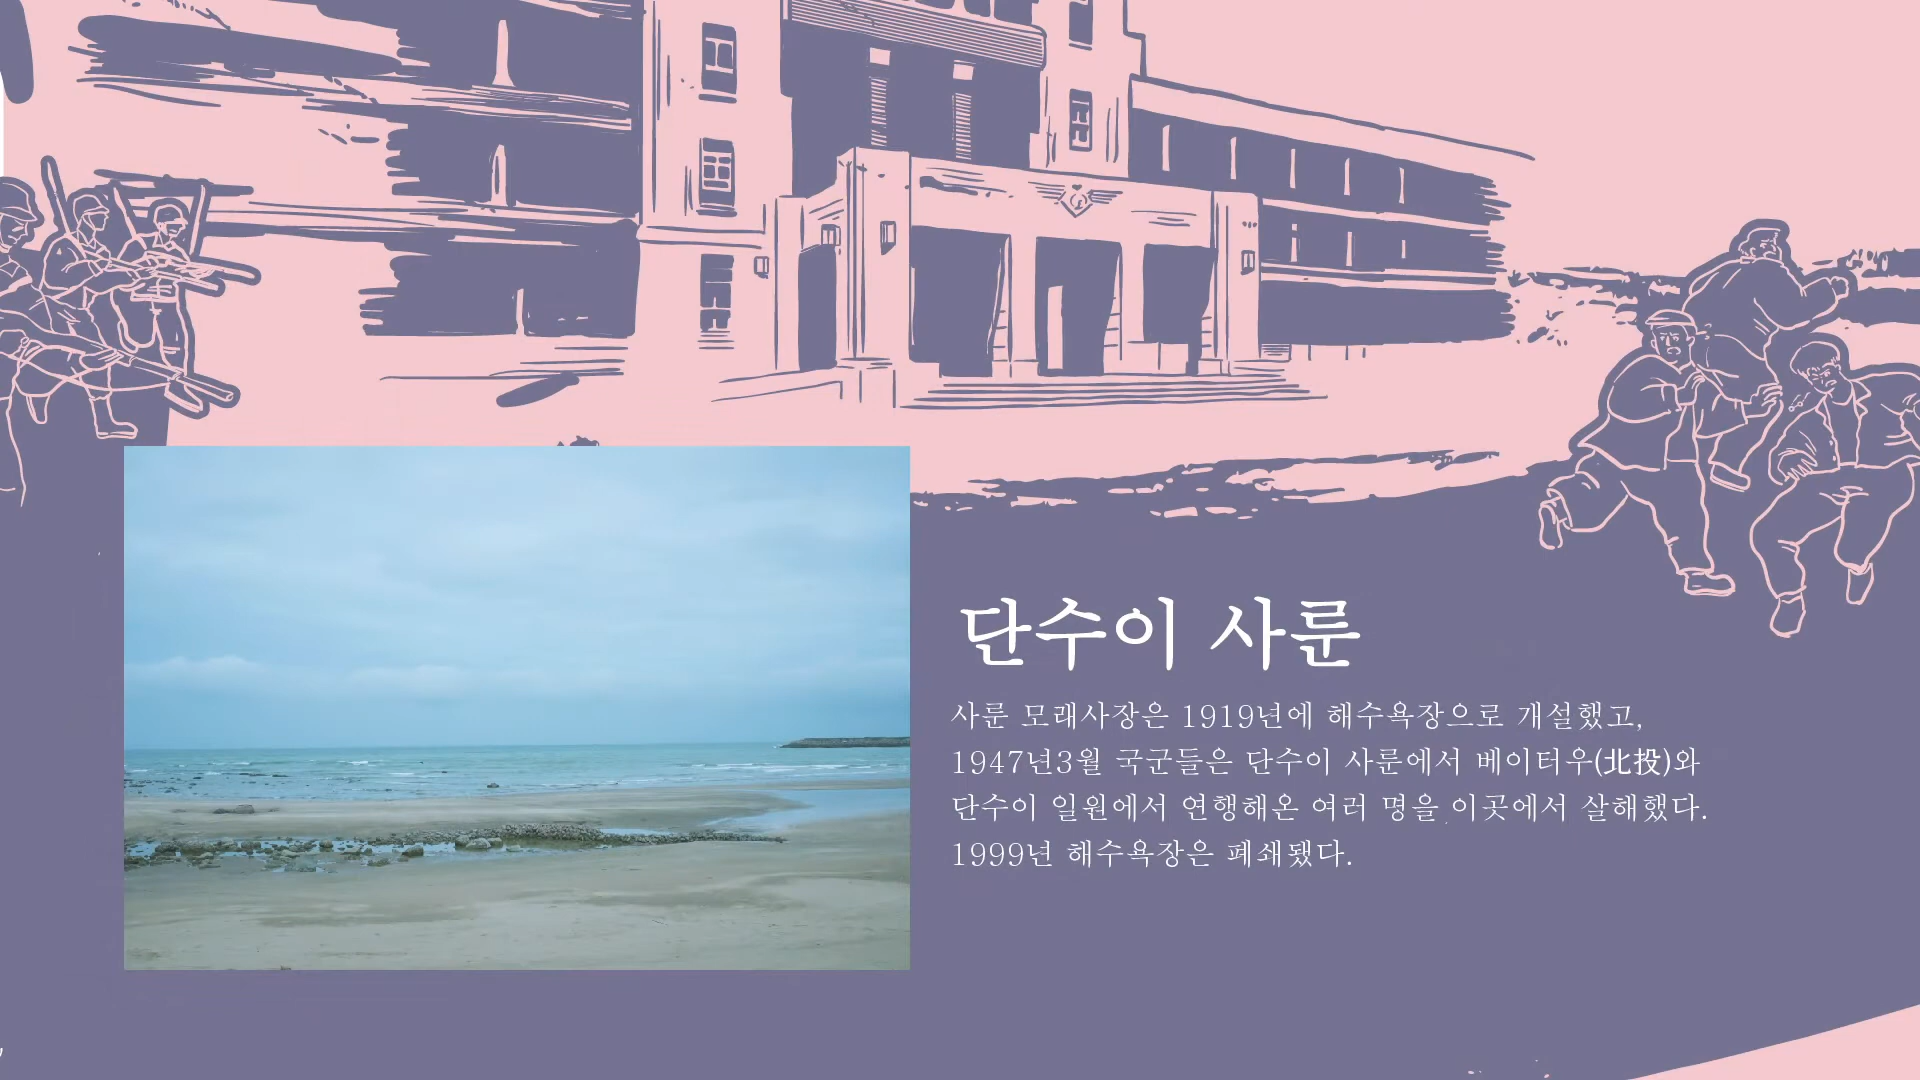 단수이 사룬
사룬 모래사장은 1919년에 해수욕장으로 개설했고,
1947년3월 국군들은 단수이 사룬에서 베이터우(北投)와
단수이 일원에서 연행해온 여러 명을 이곳에서 살해했다.
1999년 해수욕장은 폐쇄됐다.